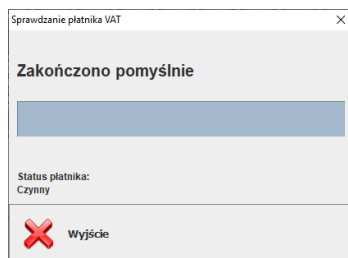 Sprawdzanie płatnika VAT
Zakończono pomyślnie
Status płatnika:
Czynny
Wyjście